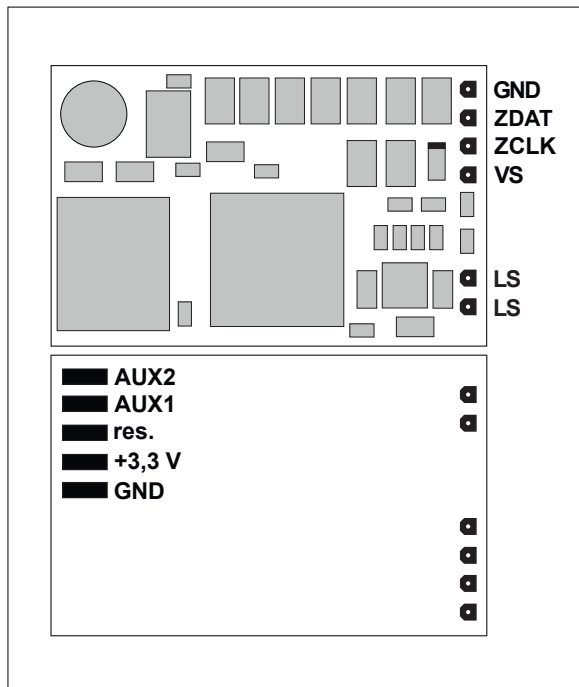 GND
ZDAT
ZCLK
VS
LS
LS
AUX2
AUX1
res.
+3,3 V
GND